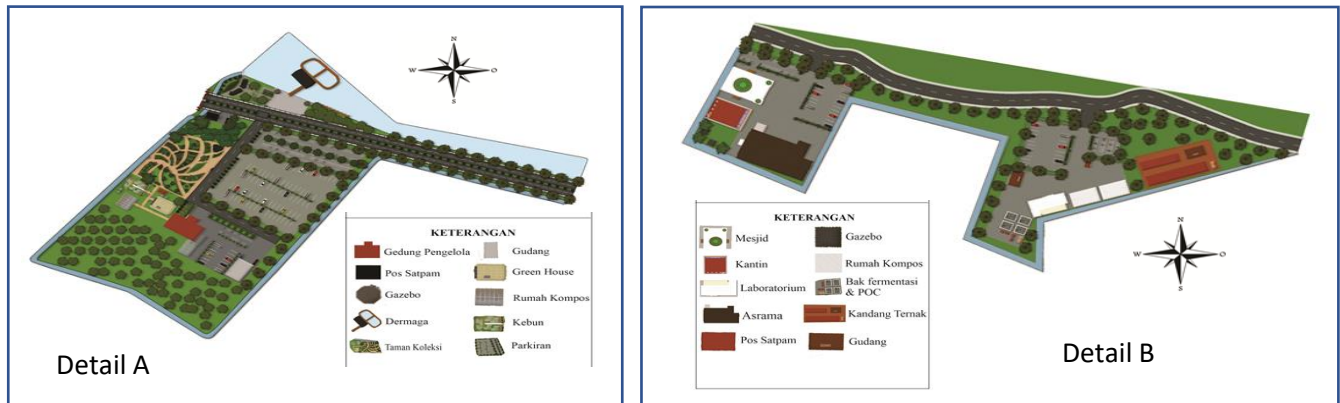 N
W
O
S
KETERANGAN
Gedung Pengelola
Gudang
Pos Satpam
Green House
Gazebo
Rumah Kompos
Dermaga
Kebun
Taman Koleksi
Parkiran
Detail A
KETERANGAN
Mesjid
Gazebo
Kantin
Rumah Kompos
Laboratorium
Bak fermentasi
& POC
Asrama
Kandang Ternak
Pos Satpam
Gudang
N
W
O
S
Detail B